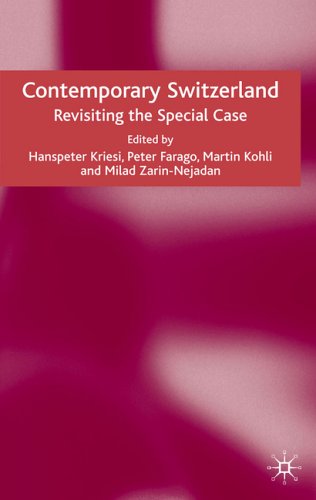 Contemporary Switzerland
Revisiting the Special Case
Edited by
Hanspeter Kriesi, Peter Farago, Martin Kohli
and Milad Zarin-Nejadan